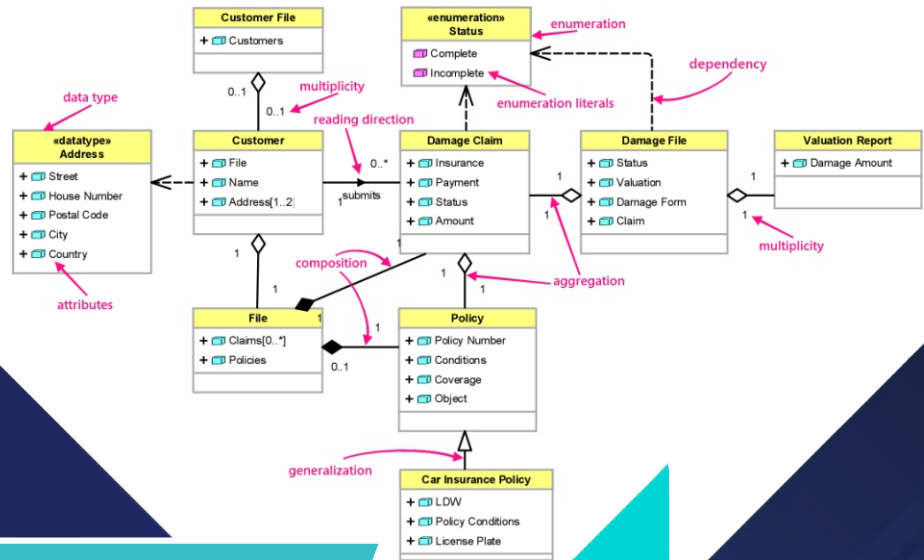 Customer File
+ Customers
«enumeration»
Status
Complete
Incomplete
enumeration
enumeration literals
dependency
data type
multiplicity
reading direction
0..1
0..1
«datatype»
Address
+ Street
+ House Number
+ Postal Code
+ City
+ Country
attributes
Customer
+ File
+ Name
+ Address[1..2]
0..*
1
submits
Damage Claim
+ Insurance
+ Payment
+ Status
+ Amount
1
1
Damage File
+ Status
+ Valuation
+ Damage Form
+ Claim
1
1
Valuation Report
+ Damage Amount
multiplicity
composition
aggregation
1
1
1
1
1
1
File
+ Claims[0..*]
+ Policies
1
0..1
Policy
+ Policy Number
+ Conditions
+ Coverage
+ Object
generalization
Car Insurance Policy
+ LDW
+ Policy Conditions
+ License Plate